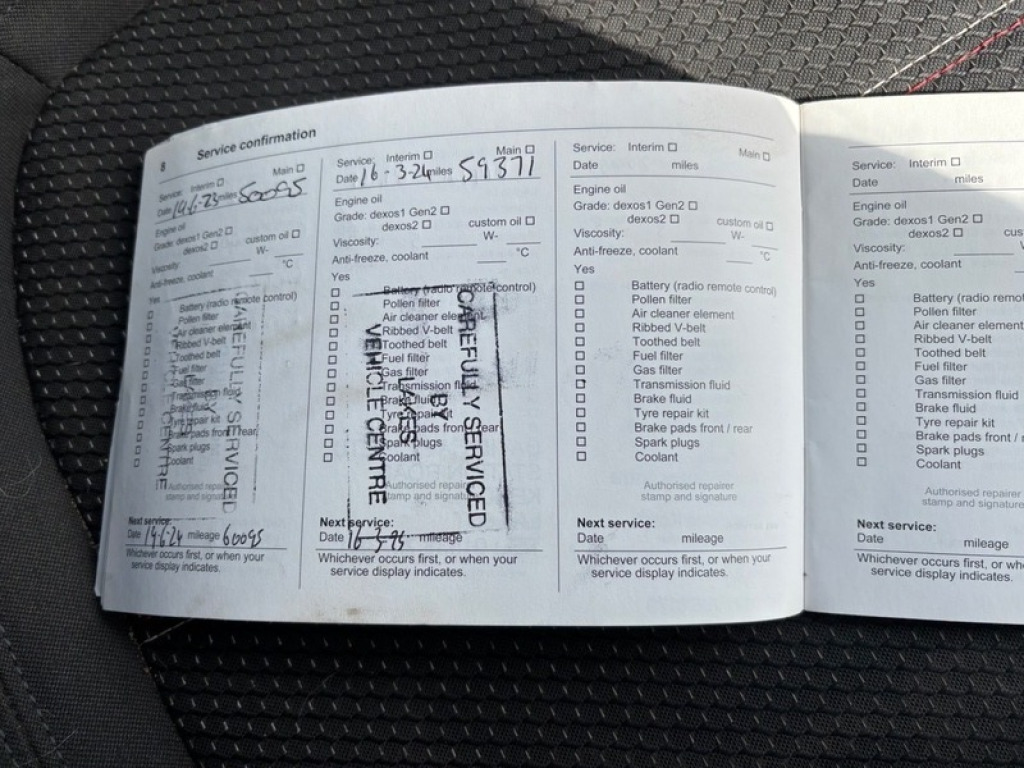 8 Service confirmation
Service: Interim ☐ Main ☐
Date 14-6-23 miles 50095
Engine oil
Grade: dexos1 Gen2 ☐
dexos2 ☐ custom oil ☐
Viscosity: W-
Anti-freeze, coolant °C
Yes
☐ Battery (radio remote control)
☐ Pollen filter
☐ Air cleaner element
☐ Ribbed V-belt
☐ Toothed belt
☐ Fuel filter
☐ Gas filter
☐ Transmission fluid
☐ Brake fluid
☐ Tyre repair kit
☐ Brake pads front / rear
☐ Spark plugs
☐ Coolant
CAREFULLY SERVICED
BY
CENTRE
Authorised repairer
stamp and signature
Next service:
Date 14-6-24 mileage 60095
Whichever occurs first, or when your
service display indicates.
Service: Interim ☐ Main ☐
Date 16-3-24 miles 59371
Engine oil
Grade: dexos1 Gen2 ☐
dexos2 ☐ custom oil ☐
Viscosity: W-
Anti-freeze, coolant °C
Yes
☐ Battery (radio remote control)
☐ Pollen filter
☐ Air cleaner element
☐ Ribbed V-belt
☐ Toothed belt
☐ Fuel filter
☐ Gas filter
☐ Transmission fluid
☐ Brake fluid
☐ Tyre repair kit
☐ Brake pads front / rear
☐ Spark plugs
☐ Coolant
CAREFULLY SERVICED
BY
VEHICLE CENTRE
Authorised repairer
stamp and signature
Next service:
Date 16-3-25 mileage
Whichever occurs first, or when your
service display indicates.
Service: Interim ☐ Main ☐
Date miles
Engine oil
Grade: dexos1 Gen2 ☐
dexos2 ☐ custom oil ☐
Viscosity: W-
Anti-freeze, coolant °C
Yes
☐ Battery (radio remote control)
☐ Pollen filter
☐ Air cleaner element
☐ Ribbed V-belt
☐ Toothed belt
☐ Fuel filter
☐ Gas filter
☐ Transmission fluid
☐ Brake fluid
☐ Tyre repair kit
☐ Brake pads front / rear
☐ Spark plugs
☐ Coolant
Authorised repairer
stamp and signature
Next service:
Date mileage
Whichever occurs first, or when your
service display indicates.
Service: Interim ☐
Date miles
Engine oil
Grade: dexos1 Gen2 ☐
dexos2 ☐ cus
Viscosity: W-
Anti-freeze, coolant
Yes
☐ Battery (radio remot
☐ Pollen filter
☐ Air cleaner element
☐ Ribbed V-belt
☐ Toothed belt
☐ Fuel filter
☐ Gas filter
☐ Transmission fluid
☐ Brake fluid
☐ Tyre repair kit
☐ Brake pads front / r
☐ Spark plugs
☐ Coolant
Authorised repairer
stamp and signature
Next service:
Date mileage
Whichever occurs first, or wh
service display indicates.